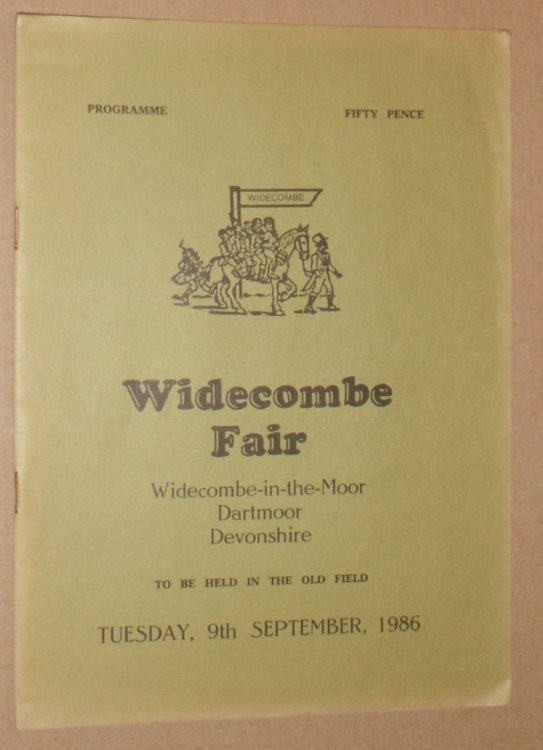 PROGRAMME FIFTY PENCE
WIDECOMBE
Widecombe
Fair
Widecombe-in-the-Moor
Dartmoor
Devonshire
TO BE HELD IN THE OLD FIELD
TUESDAY, 9th SEPTEMBER, 1986